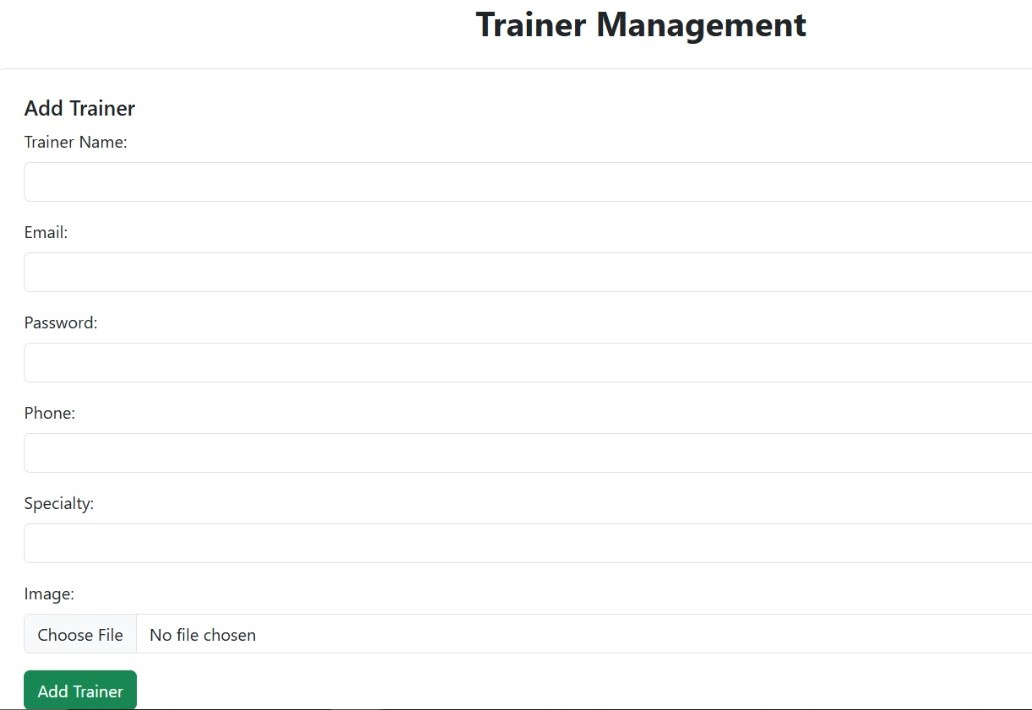 Trainer Management
Add Trainer
Trainer Name:
Email:
Password:
Phone:
Specialty:
Image:
Choose File No file chosen
Add Trainer